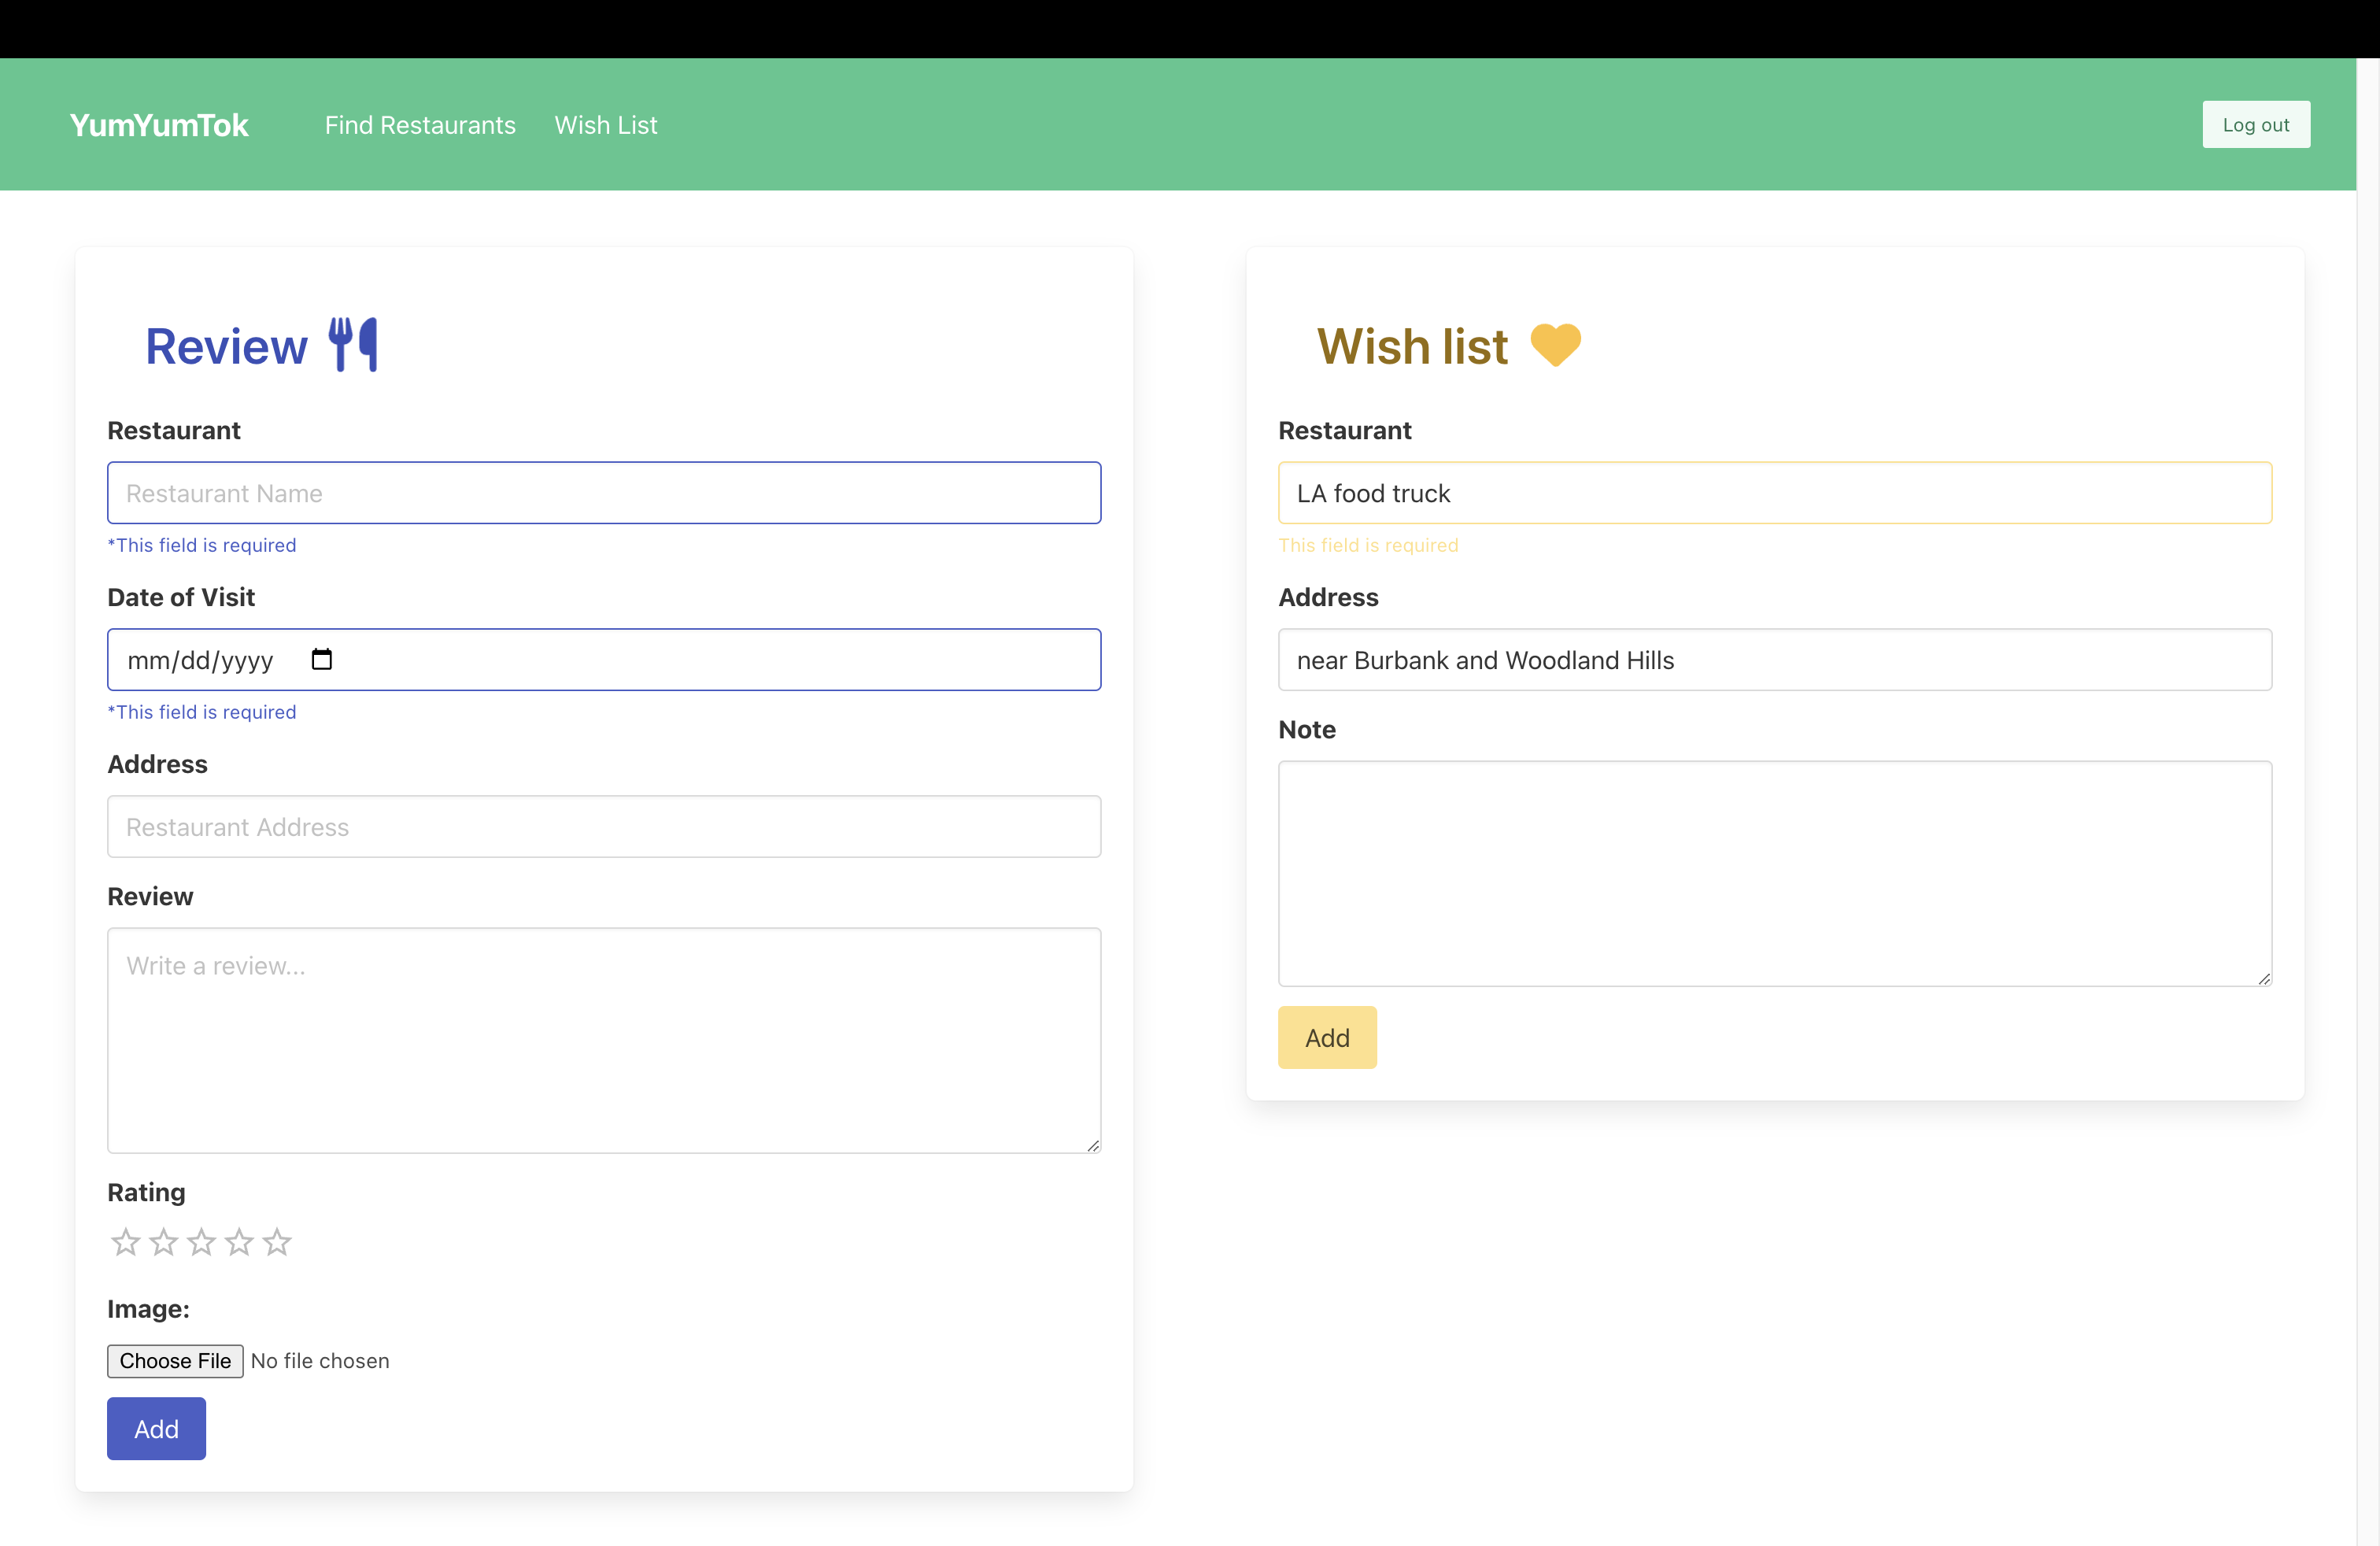 YumYumTok Find Restaurants Wish List Log out
Review
Restaurant
Restaurant Name
*This field is required
Date of Visit
mm/dd/yyyy
*This field is required
Address
Restaurant Address
Review
Write a review...
Rating
Image:
Choose File No file chosen
Add
Wish list
Restaurant
LA food truck
This field is required
Address
near Burbank and Woodland Hills
Note
Add